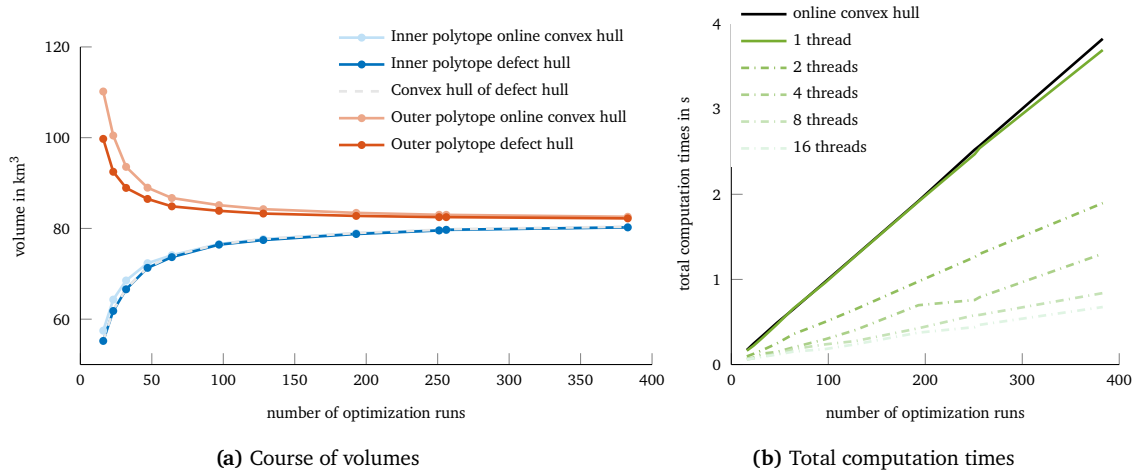 120
100
80
60
0
50
100
150
200
250
300
350
400
volume in km³
number of optimization runs
Inner polytope online convex hull
Inner polytope defect hull
Convex hull of defect hull
Outer polytope online convex hull
Outer polytope defect hull
(a) Course of volumes
4
3
2
1
0
0
100
200
300
400
total computation times in s
number of optimization runs
online convex hull
1 thread
2 threads
4 threads
8 threads
16 threads
(b) Total computation times